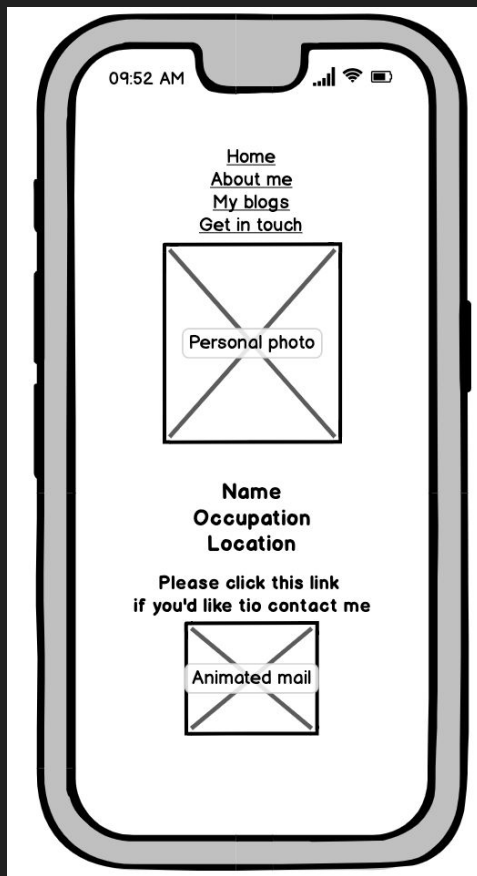 09:52 AM
Home
About me
My blogs
Get in touch
Personal photo
Name
Occupation
Location
Please click this link
if you'd like tio contact me
Animated mail